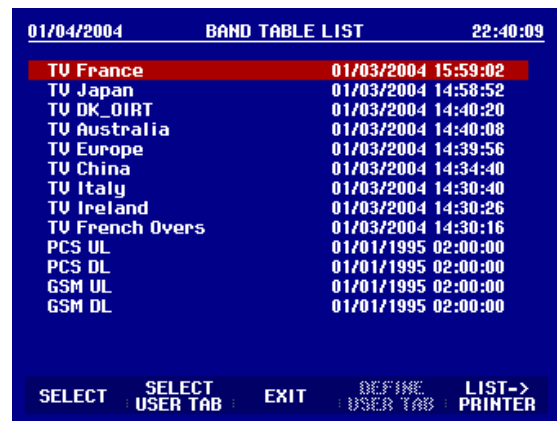 01/04/2004 BAND TABLE LIST 22:40:09
TV France 01/03/2004 15:59:02
TV Japan 01/03/2004 14:58:52
TV DK_OIRT 01/03/2004 14:40:20
TV Australia 01/03/2004 14:40:08
TV Europe 01/03/2004 14:39:56
TV China 01/03/2004 14:34:40
TV Italy 01/03/2004 14:30:40
TV Ireland 01/03/2004 14:30:26
TV French Overs 01/03/2004 14:30:16
PCS UL 01/01/1995 02:00:00
PCS DL 01/01/1995 02:00:00
GSM UL 01/01/1995 02:00:00
GSM DL 01/01/1995 02:00:00
SELECT
SELECT
USER TAB
EXIT
DEFINE
USER TAB
LIST->
PRINTER